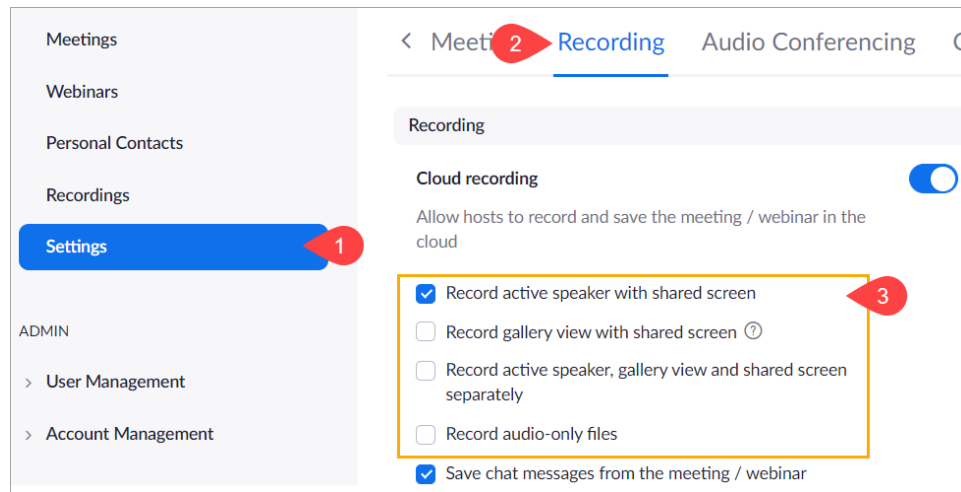 Meetings
Webinars
Personal Contacts
Recordings
Settings
1
ADMIN
User Management
Account Management
Meeti
2
Recording
Audio Conferencing
Recording
Cloud recording
Allow hosts to record and save the meeting / webinar in the
cloud
Record active speaker with shared screen
3
Record gallery view with shared screen ?
Record active speaker, gallery view and shared screen
separately
Record audio-only files
Save chat messages from the meeting / webinar